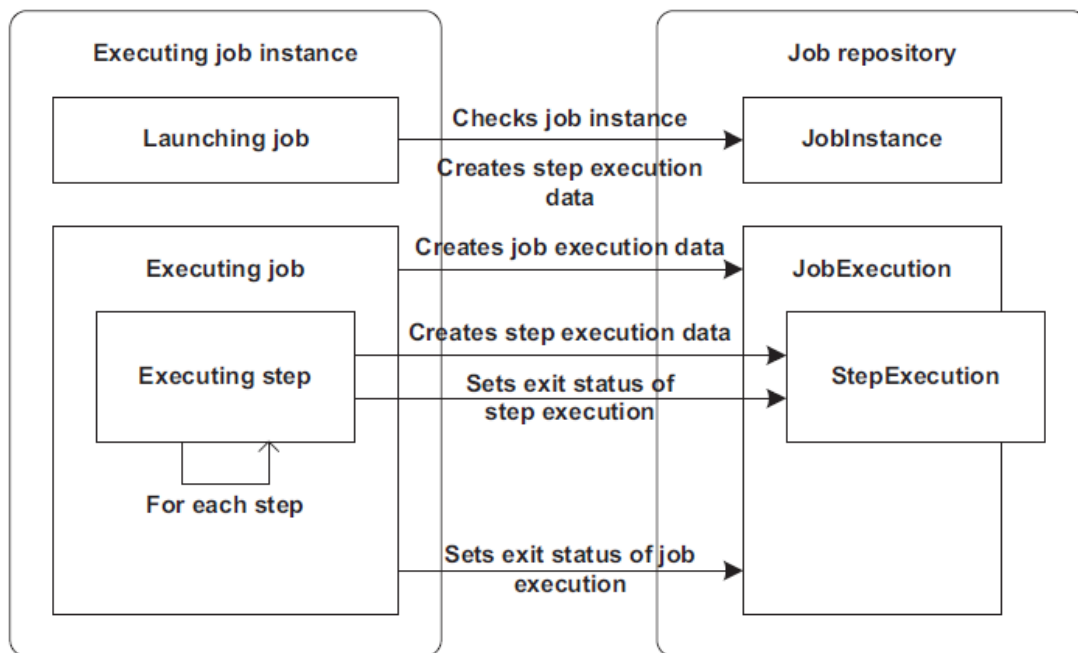 Executing job instance
Job repository
Launching job
Checks job instance
JobInstance
Creates step execution
data
Executing job
Creates job execution data
JobExecution
Creates step execution data
Executing step
StepExecution
Sets exit status of
step execution
For each step
Sets exit status of job
execution